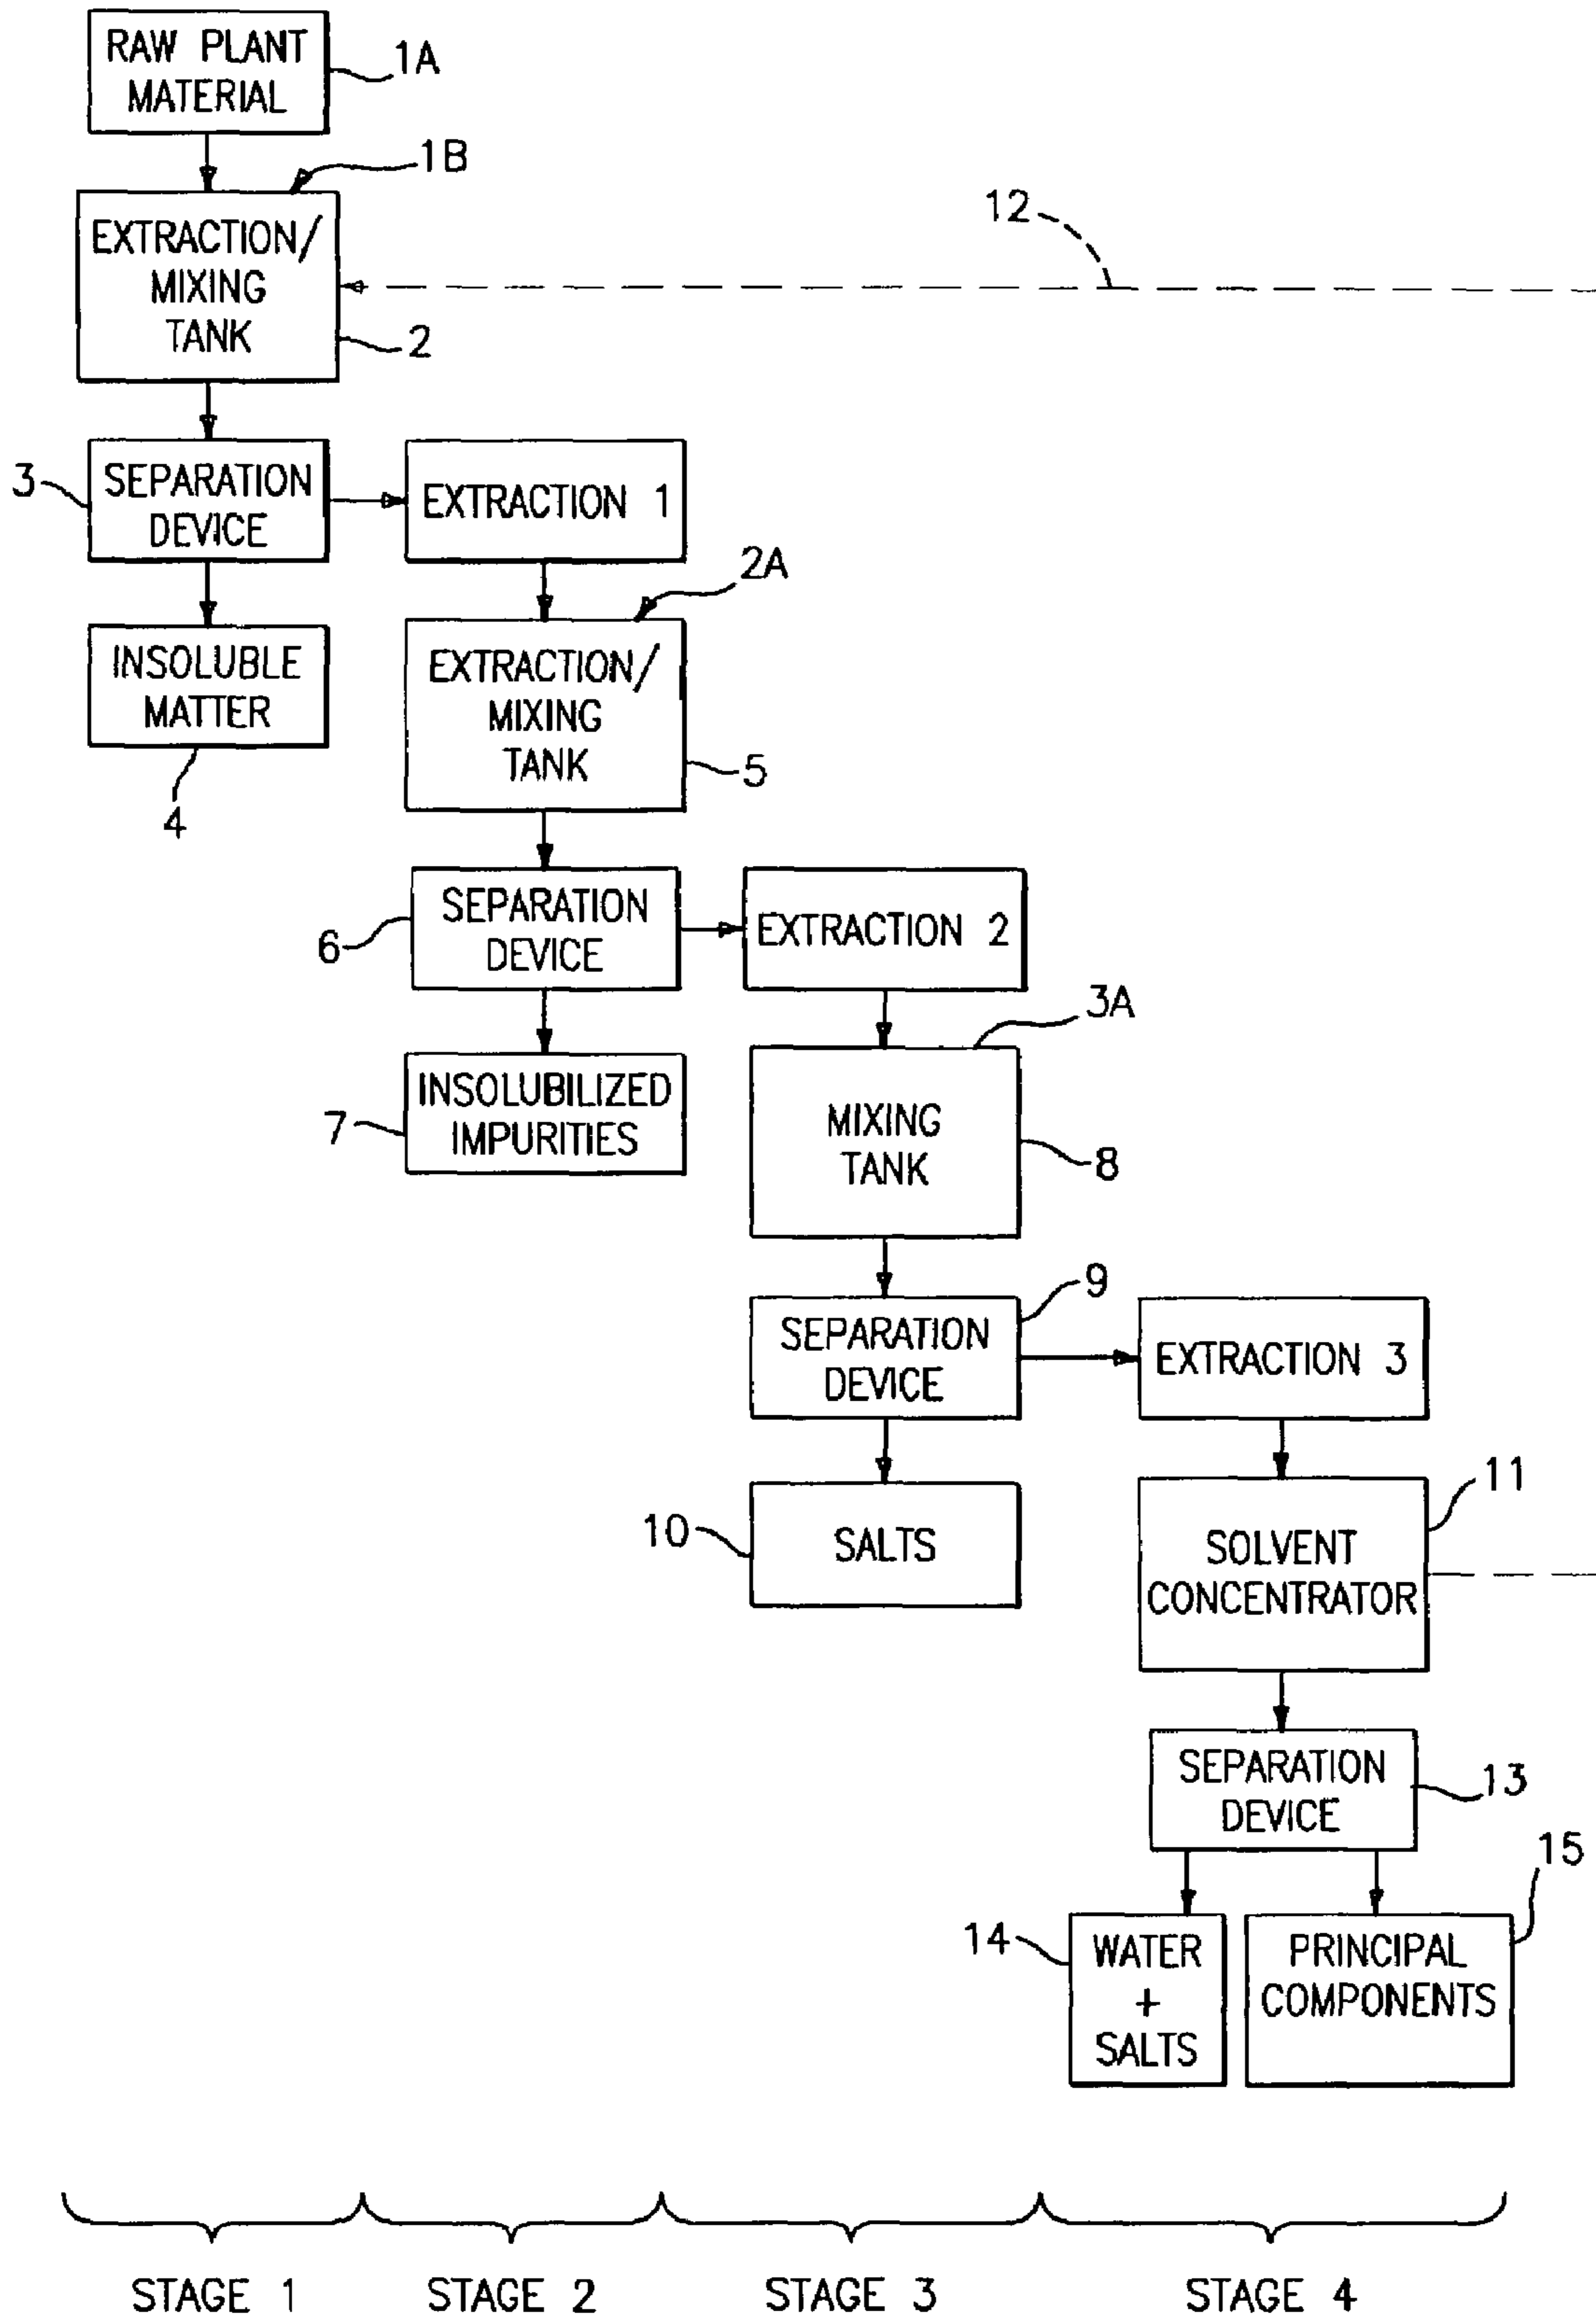 RAW PLANT
MATERIAL
1A
1B
EXTRACTION/
MIXING
TANK
2
12
3
SEPARATION
DEVICE
EXTRACTION 1
2A
INSOLUBLE
MATTER
4
EXTRACTION/
MIXING
TANK
5
6
SEPARATION
DEVICE
EXTRACTION 2
3A
7
INSOLUBILIZED
IMPURITIES
MIXING
TANK
8
9
SEPARATION
DEVICE
EXTRACTION 3
10
SALTS
11
SOLVENT
CONCENTRATOR
SEPARATION
DEVICE
13
15
14
WATER
+
SALTS
PRINCIPAL
COMPONENTS
STAGE 1
STAGE 2
STAGE 3
STAGE 4